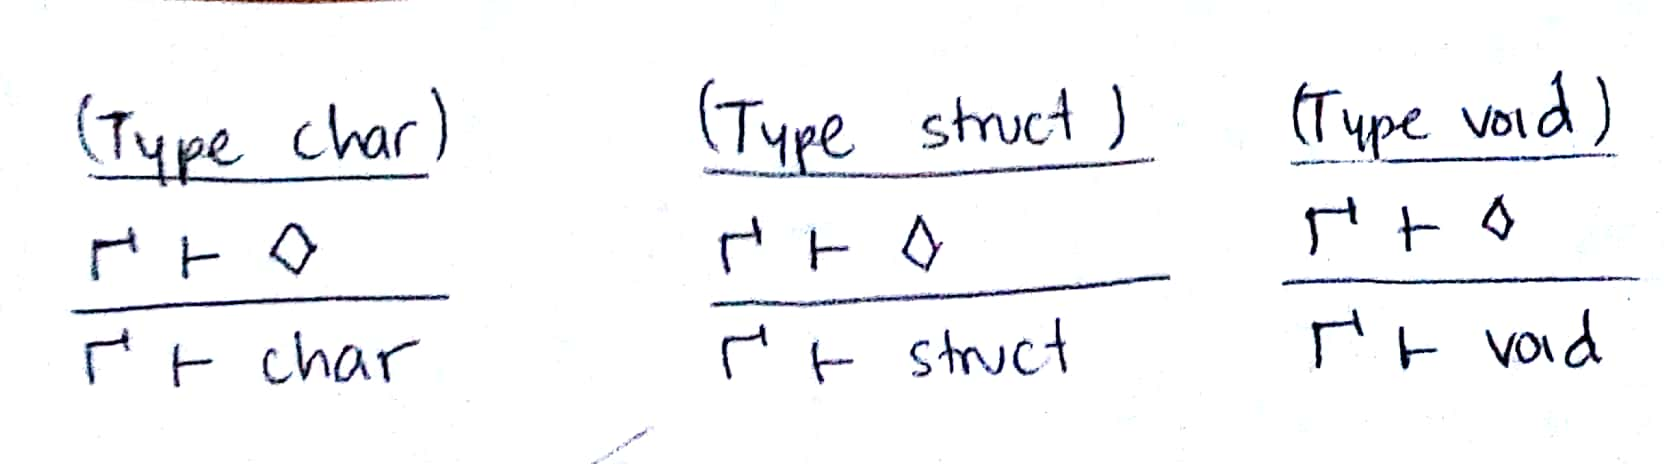 (Type char) (Type struct) (Type void)
Γ ⊢ ◊ Γ ⊢ ◊ Γ ⊢ ◊
Γ ⊢ char Γ ⊢ struct Γ ⊢ void